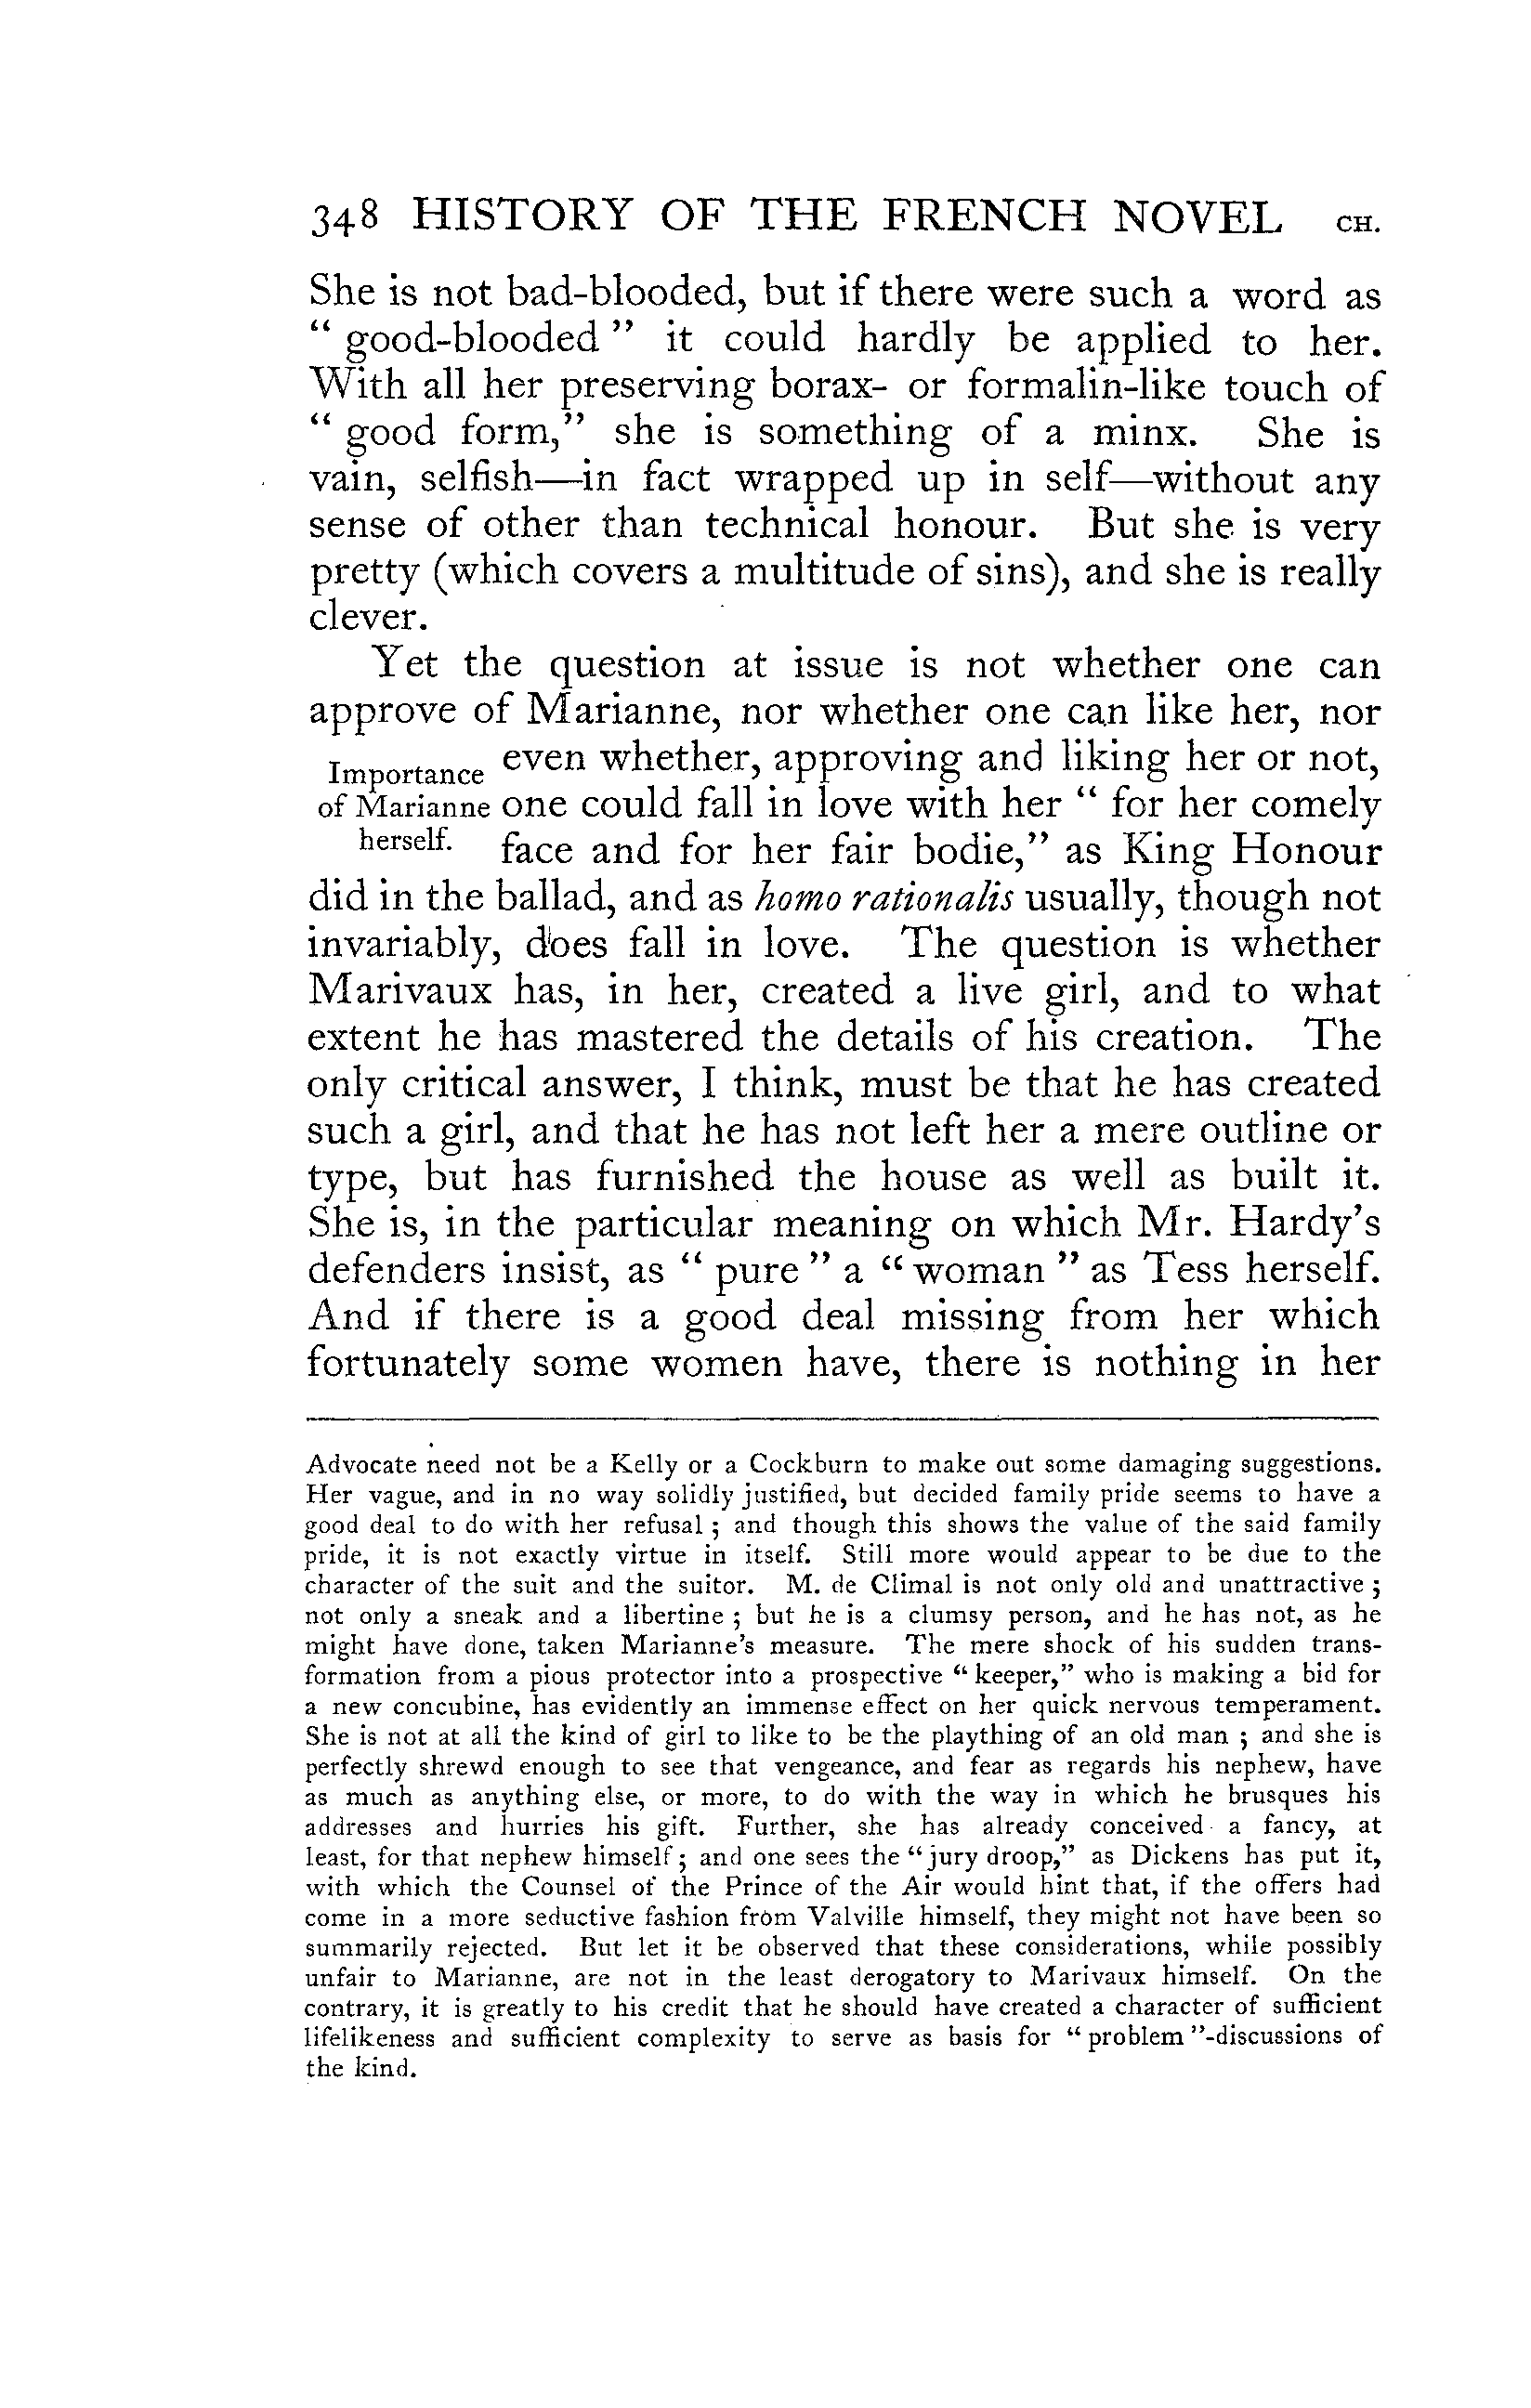 348 HISTORY OF THE FRENCH NOVEL CH.
She is not bad-blooded, but if there were such a word as
“ good-blooded ” it could hardly be applied to her.
With all her preserving borax- or formalin-like touch of
“ good form,” she is something of a minx. She is
vain, selfish—in fact wrapped up in self—without any
sense of other than technical honour. But she is very
pretty (which covers a multitude of sins), and she is really
clever.
Yet the question at issue is not whether one can
approve of Marianne, nor whether one can like her, nor
Importance
of Marianne
herself.
even whether, approving and liking her or not,
one could fall in love with her “ for her comely
face and for her fair bodie,” as King Honour
did in the ballad, and as homo rationalis usually, though not
invariably, does fall in love. The question is whether
Marivaux has, in her, created a live girl, and to what
extent he has mastered the details of his creation. The
only critical answer, I think, must be that he has created
such a girl, and that he has not left her a mere outline or
type, but has furnished the house as well as built it.
She is, in the particular meaning on which Mr. Hardy’s
defenders insist, as “ pure ” a “ woman ” as Tess herself.
And if there is a good deal missing from her which
fortunately some women have, there is nothing in her
Advocate need not be a Kelly or a Cockburn to make out some damaging suggestions.
Her vague, and in no way solidly justified, but decided family pride seems to have a
good deal to do with her refusal ; and though this shows the value of the said family
pride, it is not exactly virtue in itself. Still more would appear to be due to the
character of the suit and the suitor. M. de Climal is not only old and unattractive ;
not only a sneak and a libertine ; but he is a clumsy person, and he has not, as he
might have done, taken Marianne’s measure. The mere shock of his sudden trans-
formation from a pious protector into a prospective “ keeper,” who is making a bid for
a new concubine, has evidently an immense effect on her quick nervous temperament.
She is not at all the kind of girl to like to be the plaything of an old man ; and she is
perfectly shrewd enough to see that vengeance, and fear as regards his nephew, have
as much as anything else, or more, to do with the way in which he brusques his
addresses and hurries his gift. Further, she has already conceived a fancy, at
least, for that nephew himself ; and one sees the “ jury droop,” as Dickens has put it,
with which the Counsel of the Prince of the Air would hint that, if the offers had
come in a more seductive fashion from Valville himself, they might not have been so
summarily rejected. But let it be observed that these considerations, while possibly
unfair to Marianne, are not in the least derogatory to Marivaux himself. On the
contrary, it is greatly to his credit that he should have created a character of sufficient
lifelikeness and sufficient complexity to serve as basis for “ problem ”-discussions of
the kind.